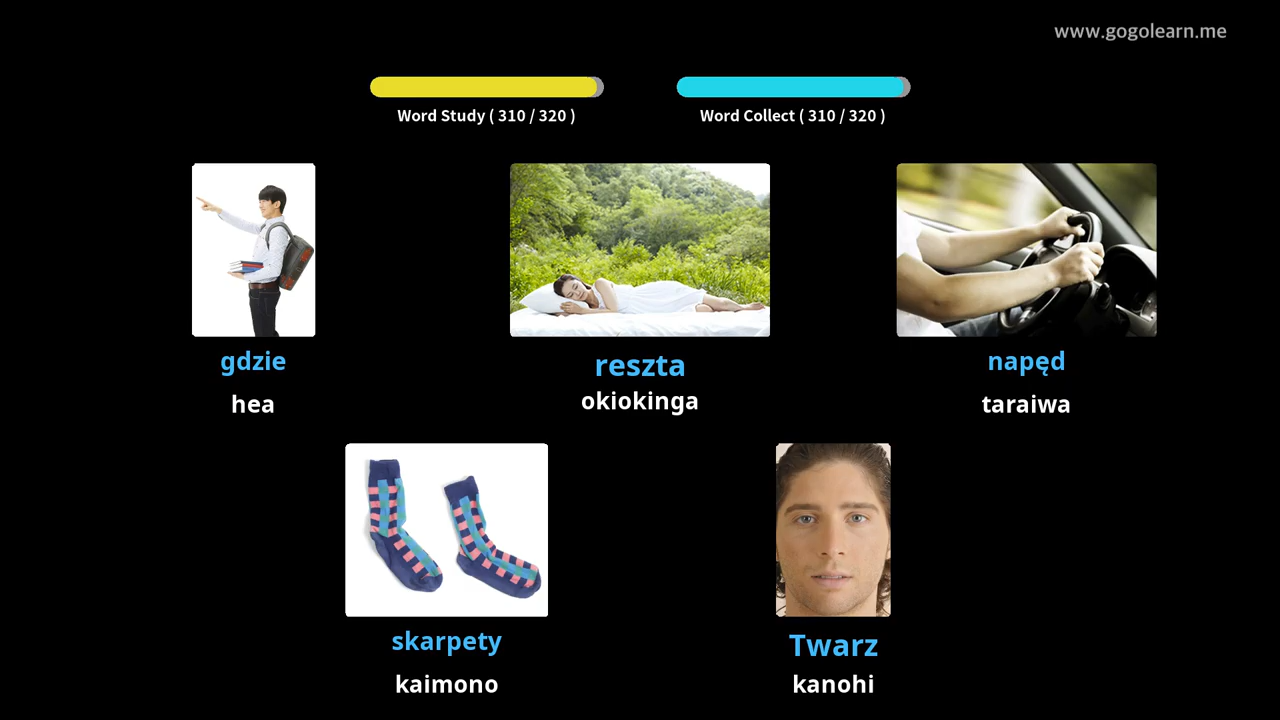 www.gogolearn.me
Word Study ( 310 / 320 )
Word Collect ( 310 / 320 )
gdzie
hea
reszta
okiokinga
napęd
taraiwa
skarpety
kaimono
Twarz
kanohi